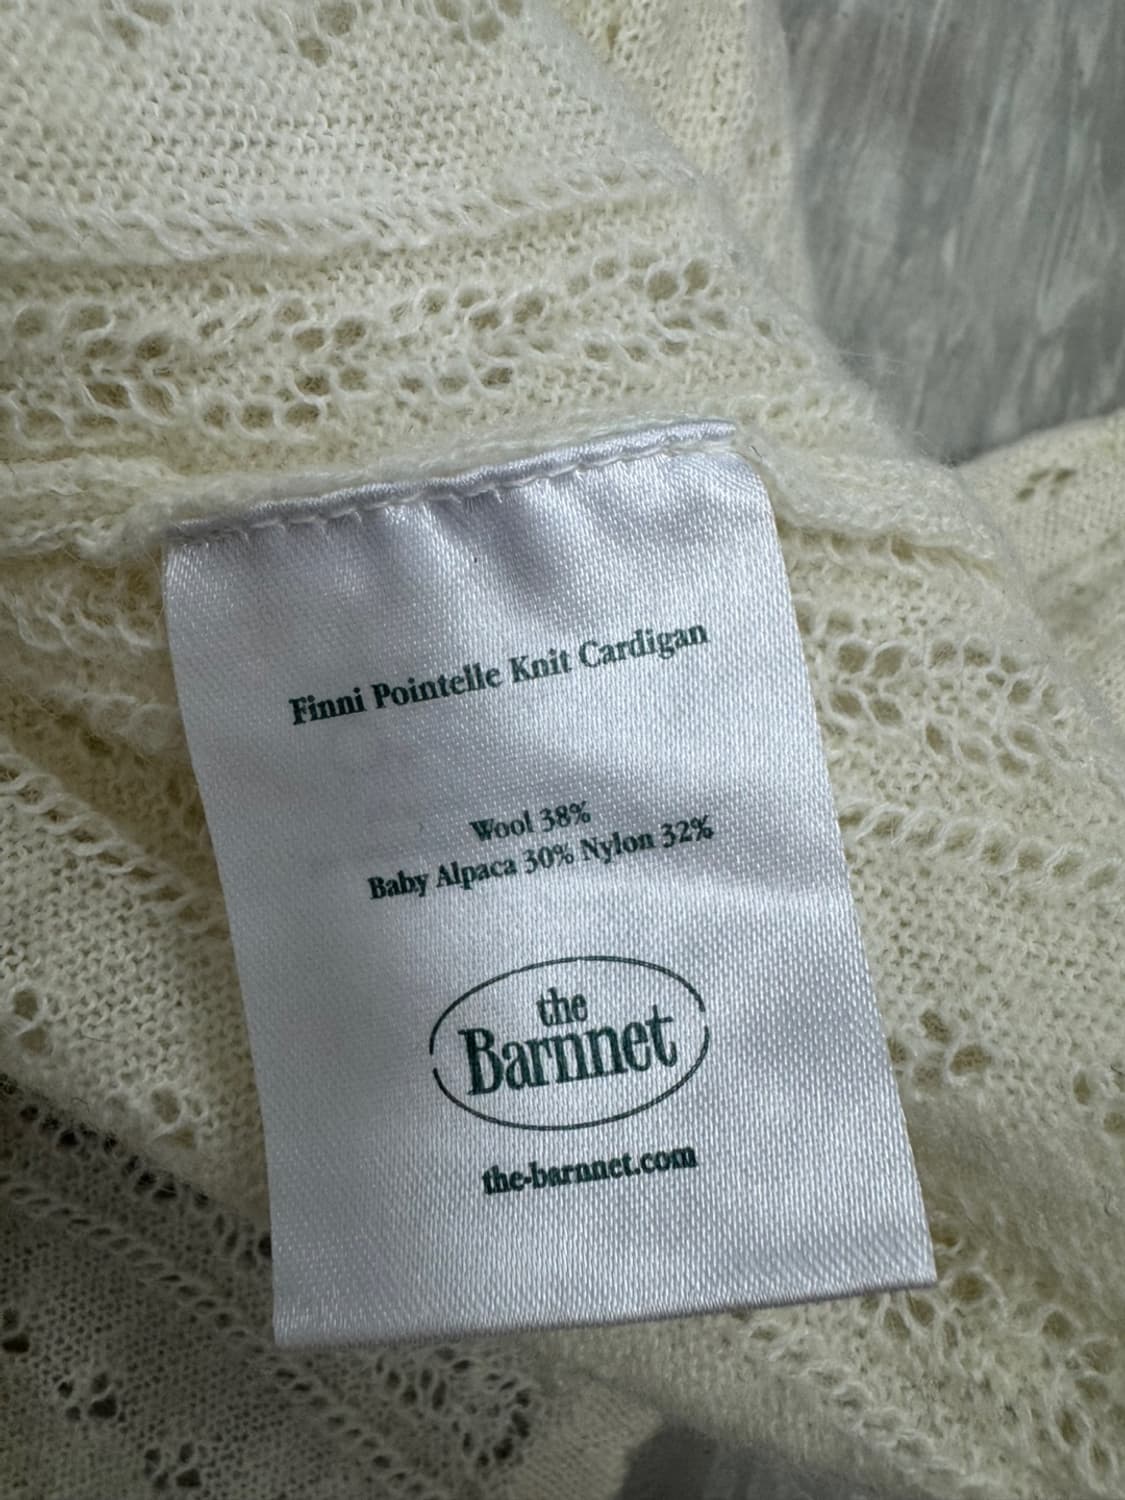 Finni Pointelle Knit Cardigan
Wool 38%
Baby Alpaca 30% Nylon 32%
the
Barnnet
the-barnnet.com